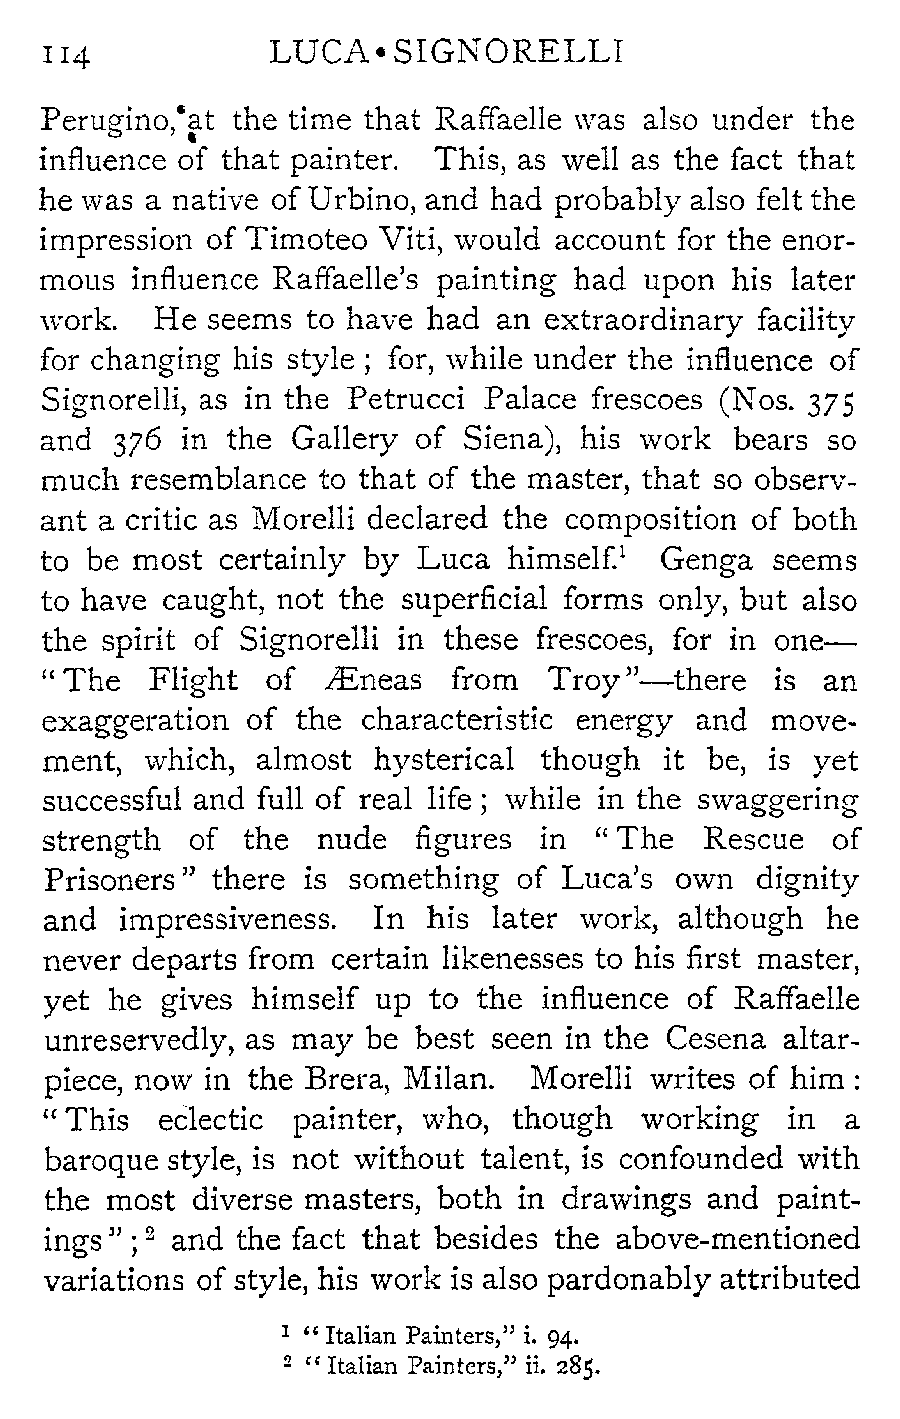 114 LUCA SIGNORELLI
Perugino, at the time that Raffaelle was also under the
influence of that painter. This, as well as the fact that
he was a native of Urbino, and had probably also felt the
impression of Timoteo Viti, would account for the enor-
mous influence Raffaelle's painting had upon his later
work. He seems to have had an extraordinary facility
for changing his style ; for, while under the influence of
Signorelli, as in the Petrucci Palace frescoes (Nos. 375
and 376 in the Gallery of Siena), his work bears so
much resemblance to that of the master, that so observ-
ant a critic as Morelli declared the composition of both
to be most certainly by Luca himself.¹ Genga seems
to have caught, not the superficial forms only, but also
the spirit of Signorelli in these frescoes, for in one—
“ The Flight of Æneas from Troy”—there is an
exaggeration of the characteristic energy and move-
ment, which, almost hysterical though it be, is yet
successful and full of real life ; while in the swaggering
strength of the nude figures in “ The Rescue of
Prisoners” there is something of Luca's own dignity
and impressiveness. In his later work, although he
never departs from certain likenesses to his first master,
yet he gives himself up to the influence of Raffaelle
unreservedly, as may be best seen in the Cesena altar-
piece, now in the Brera, Milan. Morelli writes of him :
“ This eclectic painter, who, though working in a
baroque style, is not without talent, is confounded with
the most diverse masters, both in drawings and paint-
ings” ; ² and the fact that besides the above-mentioned
variations of style, his work is also pardonably attributed
¹ “ Italian Painters,” i. 94.
² “ Italian Painters,” ii. 285.